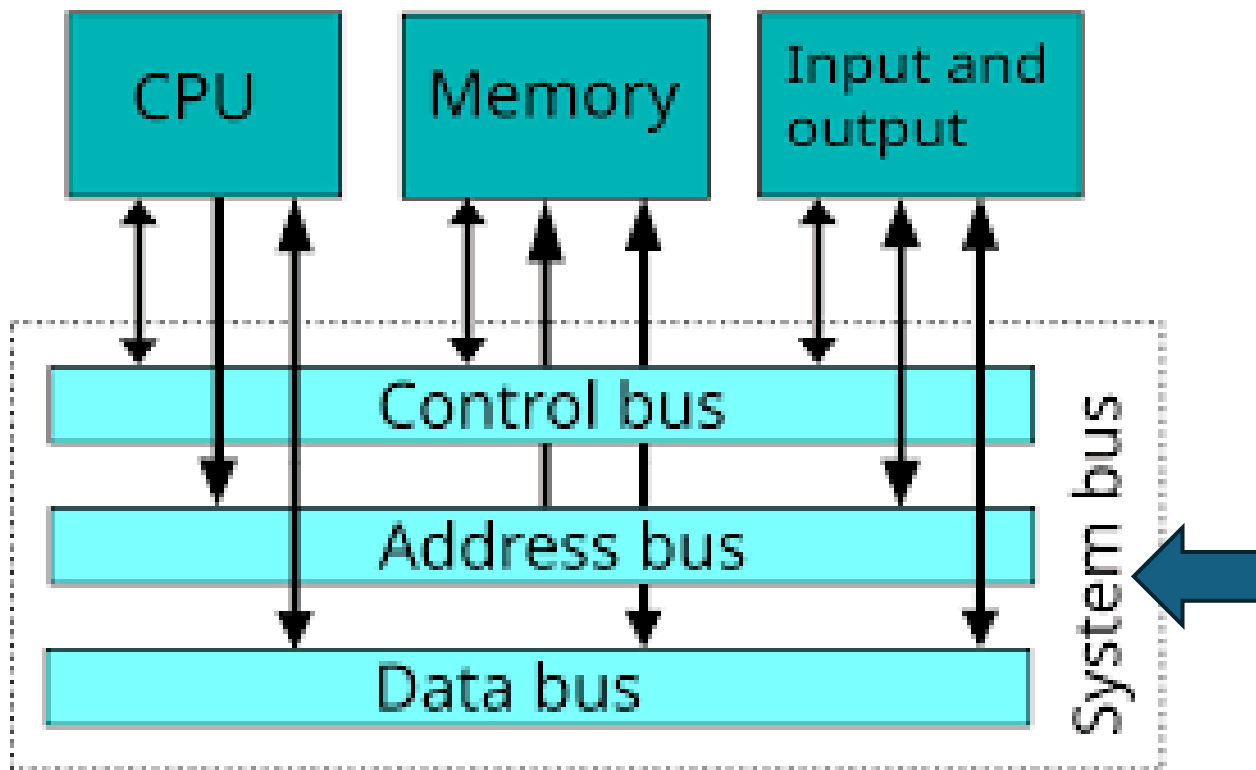 CPU
Memory
Input and
output
Control bus
Address bus
Data bus
System bus